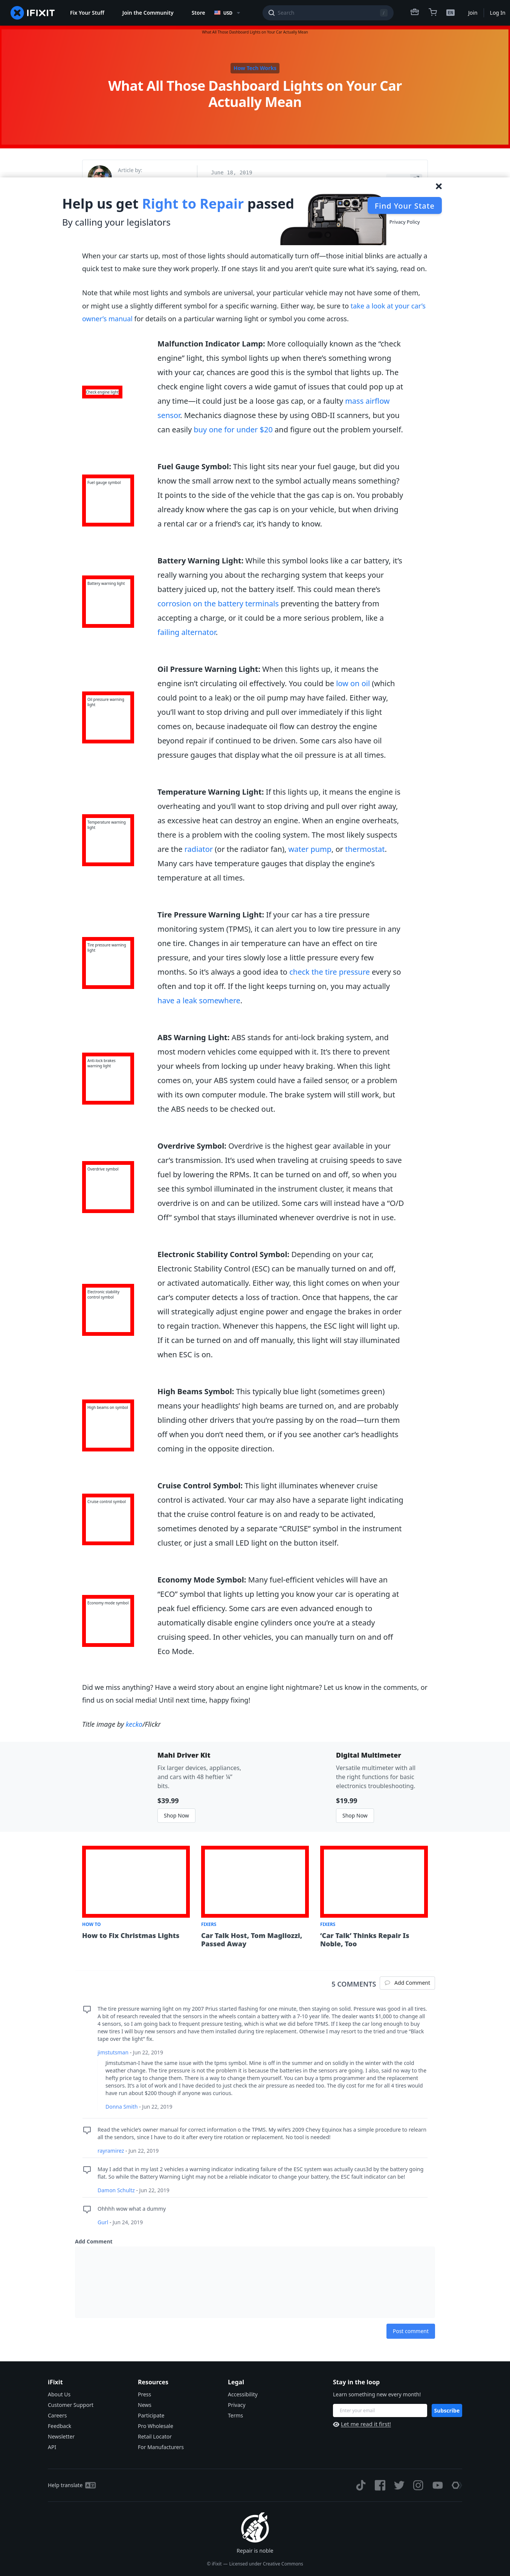 IFIXIT
Fix Your Stuff
Join the Community
Store
USD
Search
/
EN
Join
Log In
What All Those Dashboard Lights on Your Car Actually Mean
How Tech Works
What All Those Dashboard Lights on Your Car
Actually Mean
Article by:
June 18, 2019
Help us get Right to Repair passed
By calling your legislators
Find Your State
Privacy Policy
When your car starts up, most of these lights should automatically turn off—those initial blinks are actually a
quick test to make sure they work properly. If one stays lit and you aren’t quite sure what it’s saying, read on.
Note that while most lights and symbols are universal, your particular vehicle may not have some of them,
or might use a slightly different symbol for a specific warning. Either way, be sure to take a look at your car’s
owner’s manual for details on a particular warning light or symbol you come across.
Check engine light
Malfunction Indicator Lamp: More colloquially known as the “check
engine” light, this symbol lights up when there’s something wrong
with your car, chances are good this is the symbol that lights up. The
check engine light covers a wide gamut of issues that could pop up at
any time—it could just be a loose gas cap, or a faulty mass airflow
sensor. Mechanics diagnose these by using OBD-II scanners, but you
can easily buy one for under $20 and figure out the problem yourself.
Fuel gauge symbol
Fuel Gauge Symbol: This light sits near your fuel gauge, but did you
know the small arrow next to the symbol actually means something?
It points to the side of the vehicle that the gas cap is on. You probably
already know where the gas cap is on your vehicle, but when driving
a rental car or friend’s car, it’s handy to know.
Battery warning light
Battery Warning Light: While this symbol looks like a car battery, it’s
really warning you about the recharging system that keeps your
battery juiced up, not the battery itself. This could mean there’s
corrosion on the battery terminals preventing the battery from
accepting a charge, or it could be a more serious problem, like a
failing alternator.
Oil pressure warning
light
Oil Pressure Warning Light: When this lights up, it means the
engine isn’t circulating oil effectively. You could be low on oil (which
could point to a leak) or the oil pump may have failed. Either way,
you’ll want to stop driving and pull over immediately if this light
comes on, because inadequate oil flow can destroy the engine
beyond repair if continued to be driven. Some cars also have oil
pressure gauges that display what the oil pressure is at all times.
Temperature warning
light
Temperature Warning Light: If this lights up, it means the engine is
overheating and you’ll want to stop driving and pull over right away,
as excessive heat can destroy an engine. When an engine overheats,
there is a problem with the cooling system. The most likely suspects
are the radiator (or the radiator fan), water pump, or thermostat.
Many cars have temperature gauges that display the engine’s
temperature at all times.
Tire pressure warning
light
Tire Pressure Warning Light: If your car has a tire pressure
monitoring system (TPMS), it can alert you to low tire pressure in any
one tire. Changes in air temperature can have an effect on tire
pressure, and your tires slowly lose a little pressure every few
months. So it’s always a good idea to check the tire pressure every so
often and top it off. If the light keeps turning on, you may actually
have a leak somewhere.
Anti-lock brakes
warning light
ABS Warning Light: ABS stands for anti-lock braking system, and
most modern vehicles come equipped with it. It’s there to prevent
your wheels from locking up under heavy braking. When this light
comes on, your ABS system could have a failed sensor, or a problem
with its own computer module. The brake system will still work, but
the ABS needs to be checked out.
Overdrive symbol
Overdrive Symbol: Overdrive is the highest gear available in your
car’s transmission. It’s used when traveling at cruising speeds to save
fuel by lowering the RPMs. It can be turned on and off, so when you
see this symbol illuminated in the instrument cluster, it means that
overdrive is on and can be utilized. Some cars will instead have a “O/D
Off” symbol that stays illuminated whenever overdrive is not in use.
Electronic stability
control symbol
Electronic Stability Control Symbol: Depending on your car,
Electronic Stability Control (ESC) can be manually turned on and off,
or activated automatically. Either way, this light comes on when your
car’s computer detects a loss of traction. Once that happens, the car
will strategically adjust engine power and engage the brakes in order
to regain traction. Whenever this happens, the ESC light will light up.
If it can be turned on and off manually, this light will stay illuminated
when ESC is on.
High beams on symbol
High Beams Symbol: This typically blue light (sometimes green)
means your headlights’ high beams are turned on, and are probably
blinding other drivers that you’re passing by on the road—turn them
off when you don’t need them, or if you see another car’s headlights
coming in the opposite direction.
Cruise control symbol
Cruise Control Symbol: This light illuminates whenever cruise
control is activated. Your car may also have a separate light indicating
that the cruise control feature is on and ready to be activated,
sometimes denoted by a separate “CRUISE” symbol in the instrument
cluster, or just a small LED light on the button itself.
Economy mode symbol
Economy Mode Symbol: Many fuel-efficient vehicles will have an
“ECO” symbol that lights up letting you know your car is operating at
peak fuel efficiency. Some cars are even advanced enough to
automatically disable engine cylinders once you’re at a steady
cruising speed. In other vehicles, you can manually turn on and off
Eco Mode.
Did we miss anything? Have a weird story about an engine light nightmare? Let us know in the comments, or
find us on social media! Until next time, happy fixing!
Title image by kecko/Flickr
Mahi Driver Kit
Fix larger devices, appliances,
and cars with 48 heftier ¼”
bits.
$39.99
Shop Now
Digital Multimeter
Versatile multimeter with all
the right functions for basic
electronics troubleshooting.
$19.99
Shop Now
HOW TO
How to Fix Christmas Lights
FIXERS
Car Talk Host, Tom Magliozzi,
Passed Away
FIXERS
‘Car Talk’ Thinks Repair Is
Noble, Too
5 COMMENTS
Add Comment
The tire pressure warning light on my 2007 Prius started flashing for one minute, then staying on solid. Pressure was good in all tires.
A bit of research revealed that the sensors in the wheels contain a battery with a 7-10 year life. The dealer wants $1,000 to change all
4 sensors, so I am going to back to frequent pressure testing, which is what we did before TPMS. If I keep the car long enough to buy
new tires I will buy new sensors and have them installed during tire replacement. Otherwise I may resort to the tried and true “Black
tape over the light” fix.
jimstutsman - Jun 22, 2019
Jimstutsman-I have the same issue with the tpms symbol. Mine is off in the summer and on solidly in the winter with the cold
weather change. The tire pressure is not the problem it is because the batteries in the sensors are going. I also, said no way to the
hefty price tag to change them. There is a way to change them yourself. You can buy a tpms programmer and the replacement
sensors. It’s a lot of work and I have decided to just check the air pressure as needed too. The diy cost for me for all 4 tires would
have run about $200 though if anyone was curious.
Donna Smith - Jun 22, 2019
Read the vehicle’s owner manual for correct information o the TPMS. My wife’s 2009 Chevy Equinox has a simple procedure to relearn
all the sendors, since I have to do it after every tire rotation or replacement. No tool is needed!
rayramirez - Jun 22, 2019
May I add that in my last 2 vehicles a warning indicator indicating failure of the ESC system was actually caus3d by the battery going
flat. So while the Battery Warning Light may not be a reliable indicator to change your battery, the ESC fault indicator can be!
Damon Schultz - Jun 22, 2019
Ohhhh wow what a dummy
Gurl - Jun 24, 2019
Add Comment
Post comment
iFixit
About Us
Customer Support
Careers
Feedback
Newsletter
API
Resources
Press
News
Participate
Pro Wholesale
Retail Locator
For Manufacturers
Legal
Accessibility
Privacy
Terms
Stay in the loop
Learn something new every month!
Enter your email
Subscribe
Let me read it first!
Help translate
Repair is noble
© iFixit — Licensed under Creative Commons